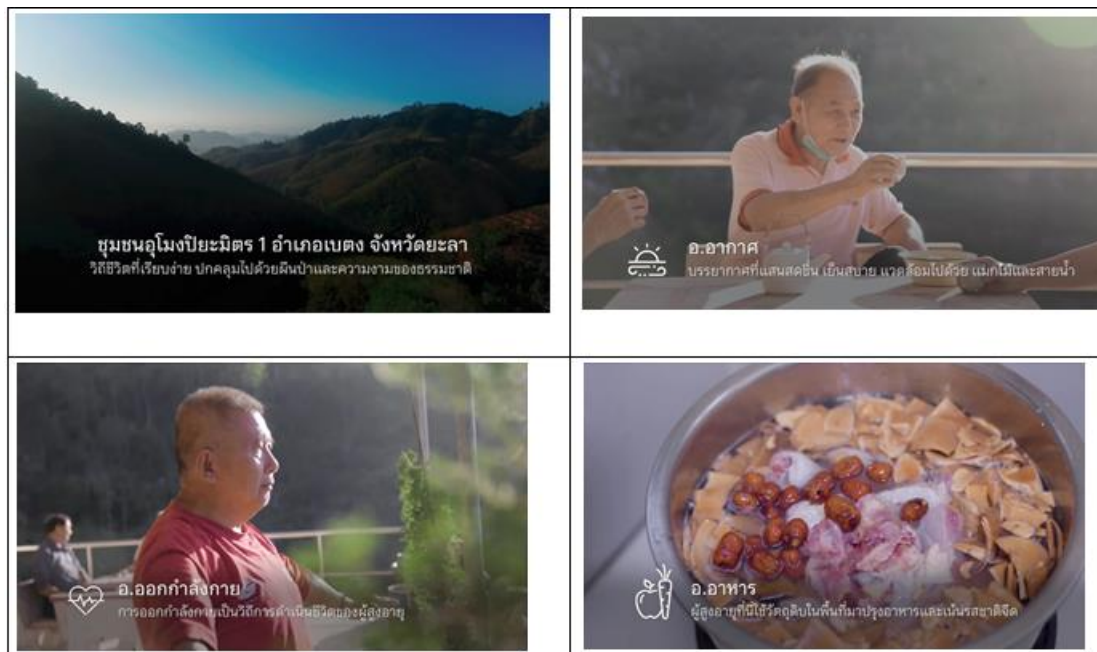 ชุมชนอุโมงปิยะมิตร 1 อำเภอเบตง จังหวัดยะลา
วิถีชีวิตที่เรียบง่าย ปกคลุมไปด้วยผืนป่าและความงามของธรรมชาติ
อ.อากาศ
บรรยากาศที่แสนสดชื่น เย็นสบาย แวดล้อมไปด้วย แมกไม้และสายน้ำ
อ.ออกกำลังกาย
การออกกำลังกายเป็นวิถีการดำเนินชีวิตของผู้สูงอายุ
อ.อาหาร
ผู้สูงอายุที่นี่ใช้วัตถุดิบในพื้นที่มาปรุงอาหารและเน้นรสชาติจืด